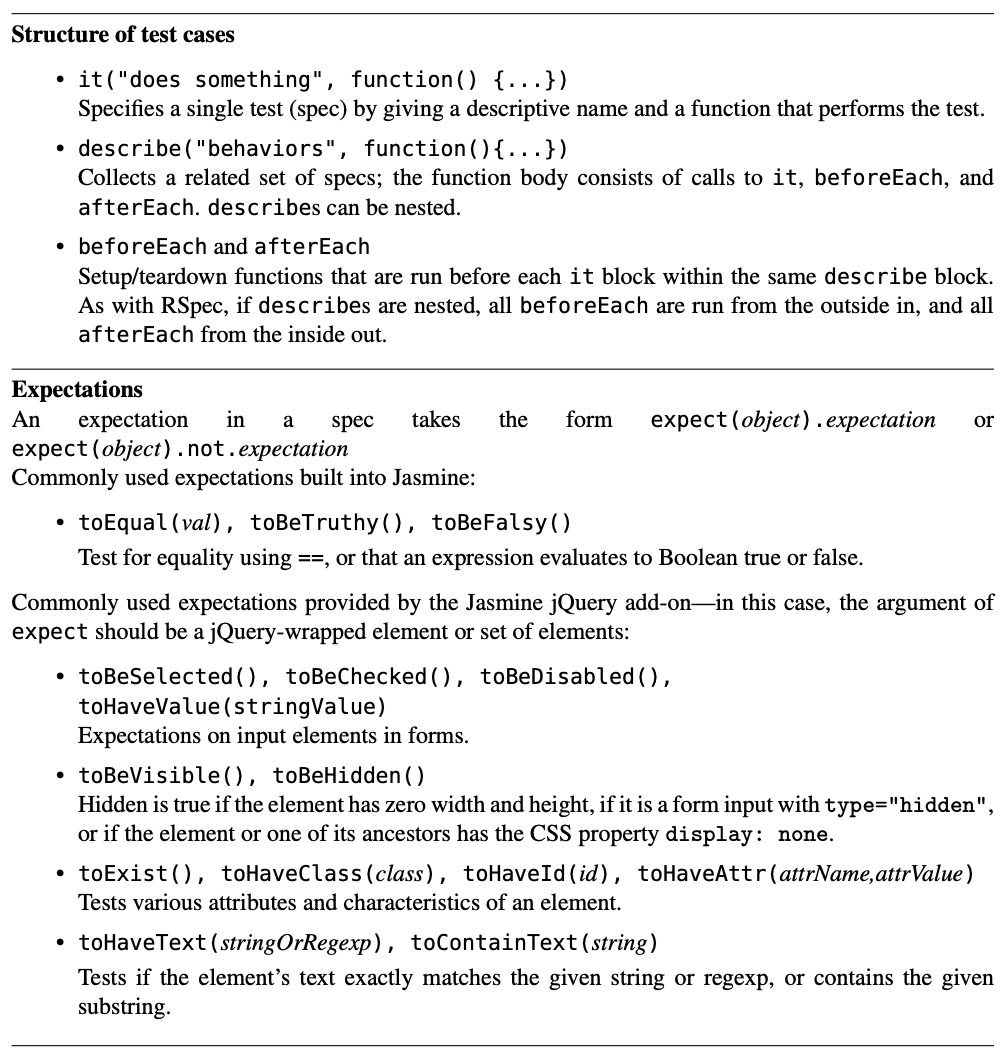 Structure of test cases
• it("does something", function() {...})
Specifies a single test (spec) by giving a descriptive name and a function that performs the test.
• describe("behaviors", function(){...})
Collects a related set of specs; the function body consists of calls to it, beforeEach, and
afterEach. describes can be nested.
• beforeEach and afterEach
Setup/teardown functions that are run before each it block within the same describe block.
As with RSpec, if describes are nested, all beforeEach are run from the outside in, and all
afterEach from the inside out.
Expectations
An expectation in a spec takes the form expect(object).expectation or
expect(object).not.expectation
Commonly used expectations built into Jasmine:
• toEqual(val), toBeTruthy(), toBeFalsy()
Test for equality using ==, or that an expression evaluates to Boolean true or false.
Commonly used expectations provided by the Jasmine jQuery add-on—in this case, the argument of
expect should be a jQuery-wrapped element or set of elements:
• toBeSelected(), toBeChecked(), toBeDisabled(),
toHaveValue(stringValue)
Expectations on input elements in forms.
• toBeVisible(), toBeHidden()
Hidden is true if the element has zero width and height, if it is a form input with type="hidden",
or if the element or one of its ancestors has the CSS property display: none.
• toExist(), toHaveClass(class), toHaveId(id), toHaveAttr(attrName,attrValue)
Tests various attributes and characteristics of an element.
• toHaveText(stringOrRegexp), toContainText(string)
Tests if the element's text exactly matches the given string or regexp, or contains the given
substring.